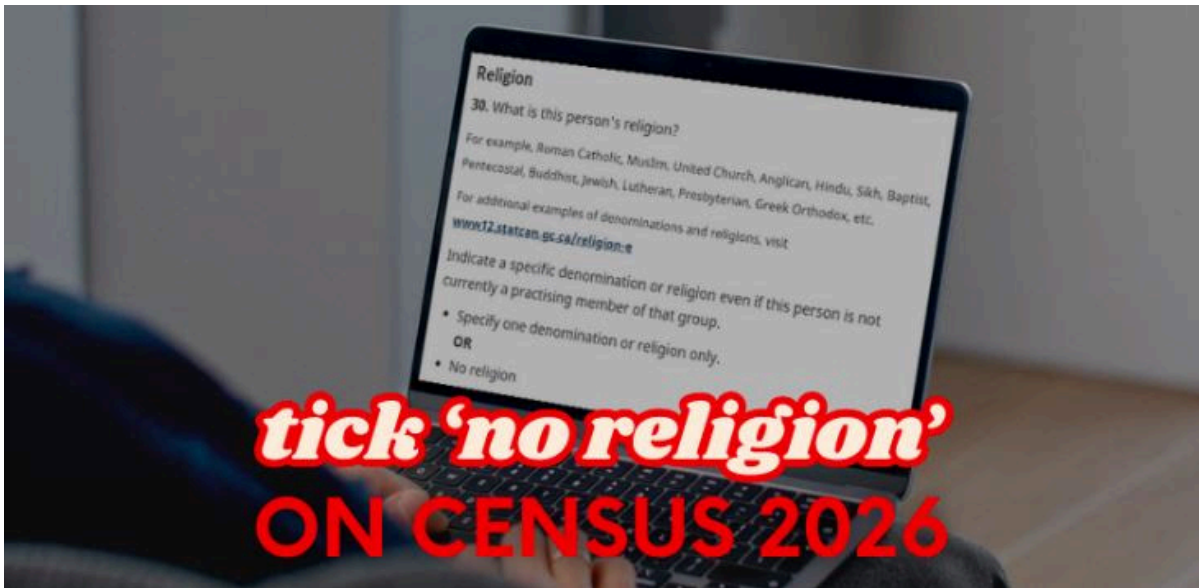 Religion
30. What is this person's religion?
For example, Roman Catholic, Muslim, United Church, Anglican, Hindu, Sikh, Baptist,
Pentecostal, Buddhist, Jewish, Lutheran, Presbyterian, Greek Orthodox, etc.
For additional examples of denominations and religions, visit
www12.statcan.gc.ca/religion-e
Indicate a specific denomination or religion even if this person is not
currently a practising member of that group.
• Specify one denomination or religion only.
OR
• No religion
tick ‘no religion’
ON CENSUS 2026